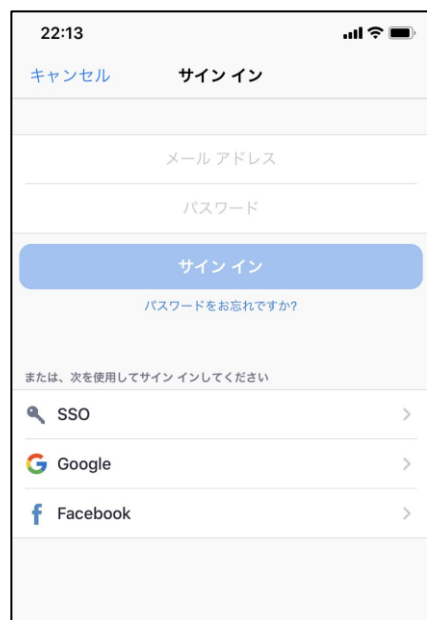 22:13
キャンセル サイン イン
メール アドレス
パスワード
サイン イン
パスワードをお忘れですか?
または、次を使用してサイン インしてください
SSO
Google
Facebook